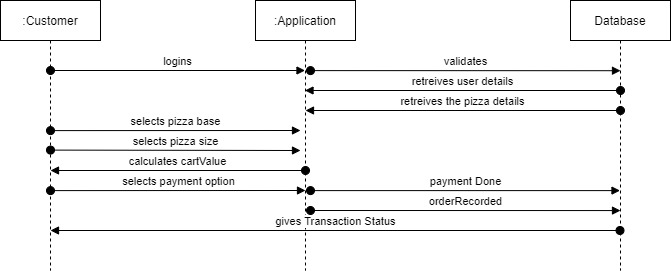 :Customer
:Application
Database
logins
validates
retreives user details
retreives the pizza details
selects pizza base
selects pizza size
calculates cartValue
selects payment option
payment Done
orderRecorded
gives Transaction Status